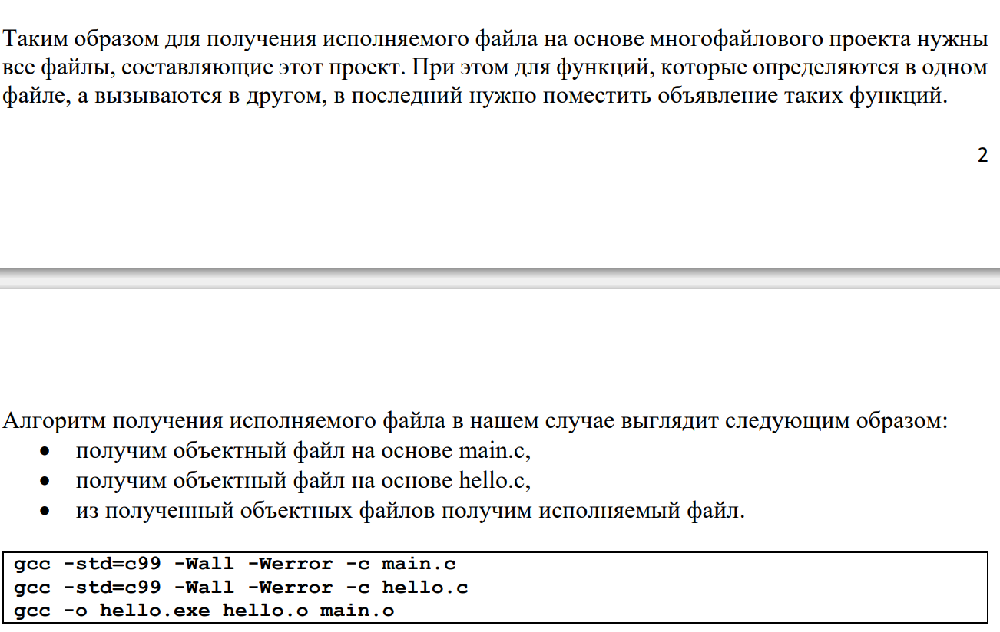 Таким образом для получения исполняемого файла на основе многофайлового проекта нужны
все файлы, составляющие этот проект. При этом для функций, которые определяются в одном
файле, а вызываются в другом, в последний нужно поместить объявление таких функций.
2
Алгоритм получения исполняемого файла в нашем случае выглядит следующим образом:
• получим объектный файл на основе main.c,
• получим объектный файл на основе hello.c,
• из полученный объектных файлов получим исполняемый файл.
gcc -std=c99 -Wall -Werror -c main.c
gcc -std=c99 -Wall -Werror -c hello.c
gcc -o hello.exe hello.o main.o